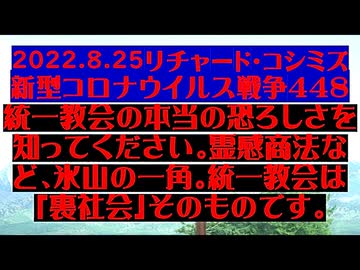 2022.8.25リチャード・コシミズ
新型コロナウイルス戦争448
統一教会の本当の恐ろしさを
知ってください。霊感商法な
ど、氷山の一角。統一教会は
「裏社会」そのものです。